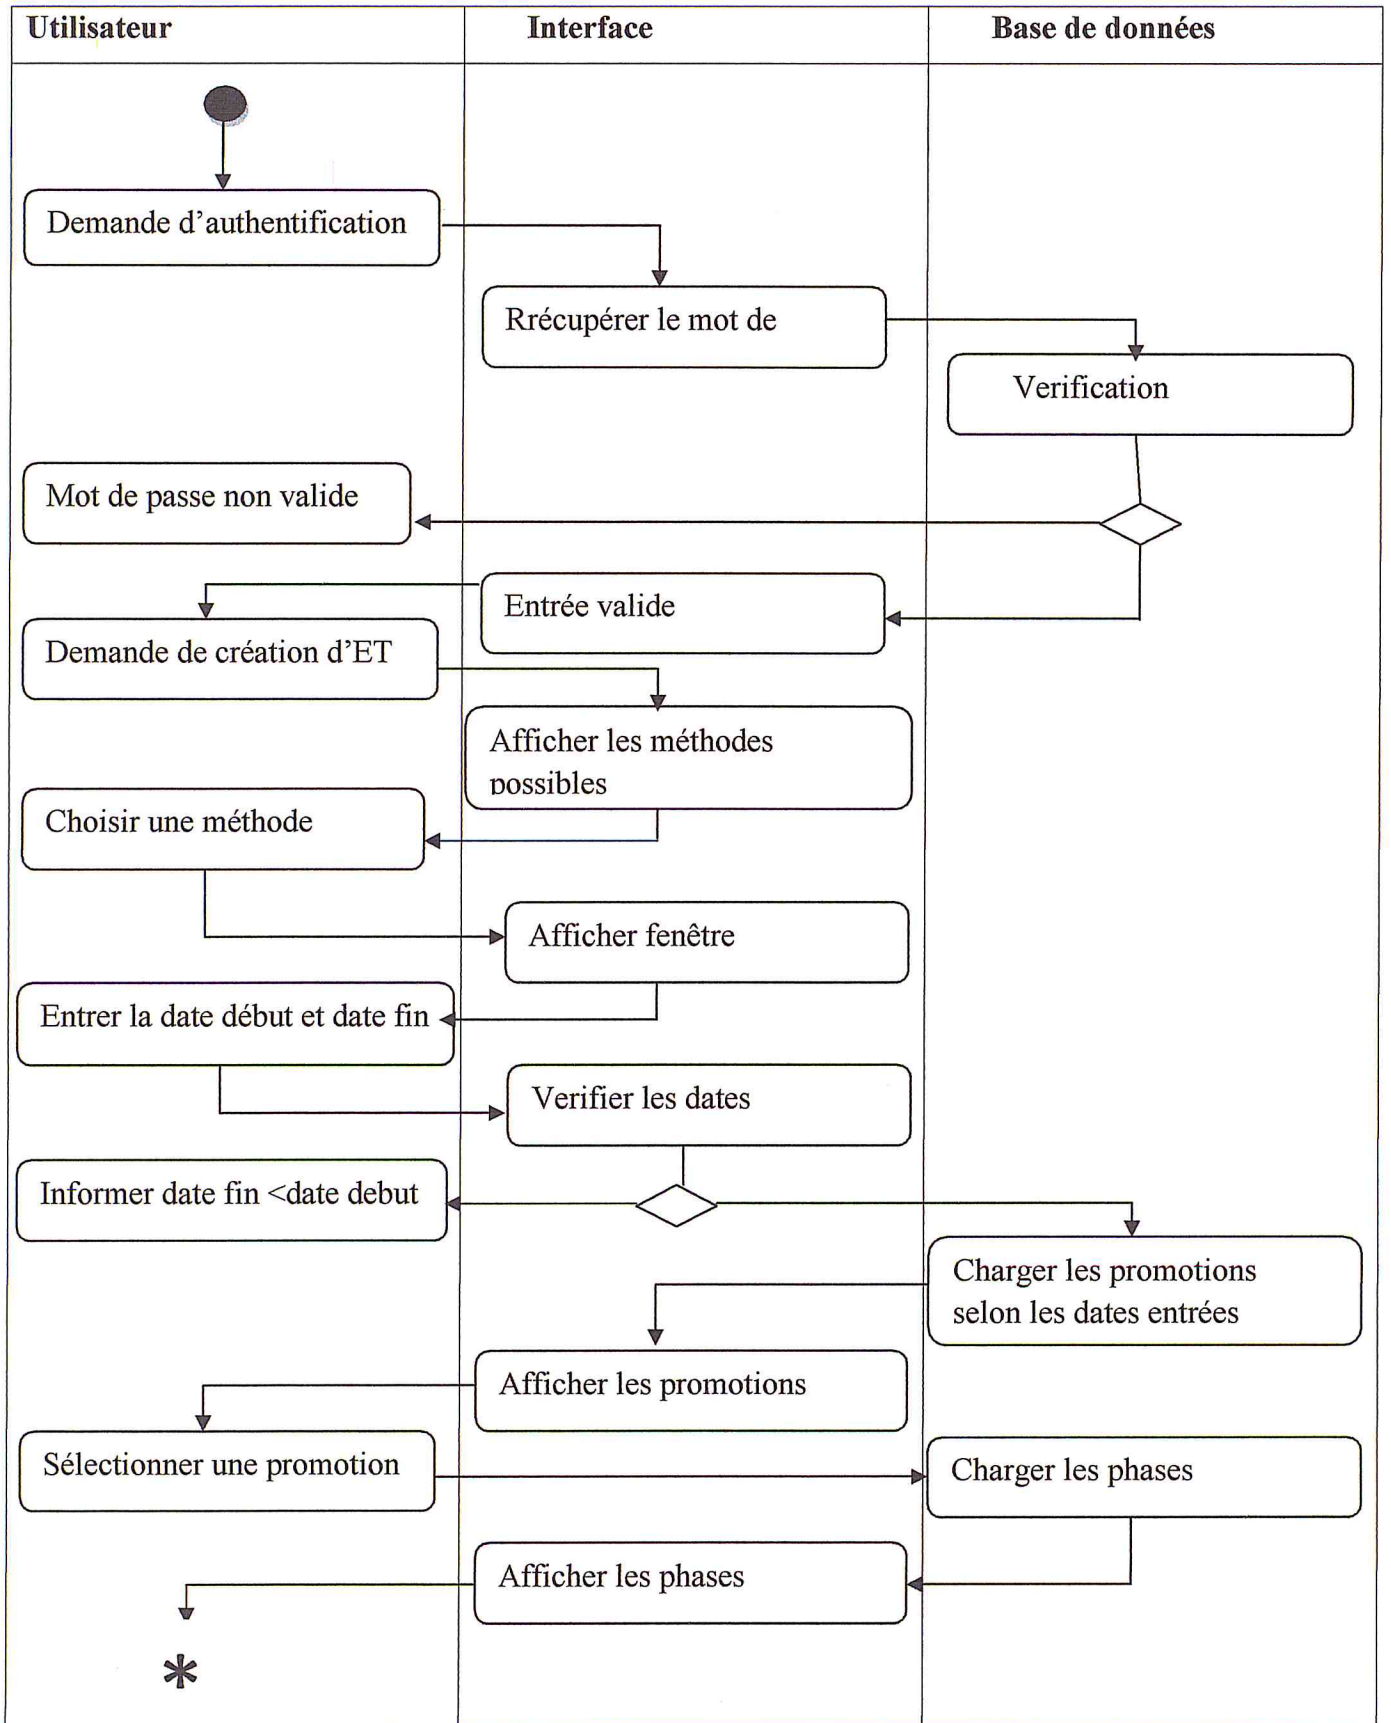 Utilisateur
Interface
Base de données
Demande d'authentification
Rrécupérer le mot de
Verification
Mot de passe non valide
Entrée valide
Demande de création d'ET
Afficher les méthodes
possibles
Choisir une méthode
Afficher fenêtre
Entrer la date début et date fin
Verifier les dates
Informer date fin <date debut
Charger les promotions
selon les dates entrées
Afficher les promotions
Sélectionner une promotion
Charger les phases
Afficher les phases
*